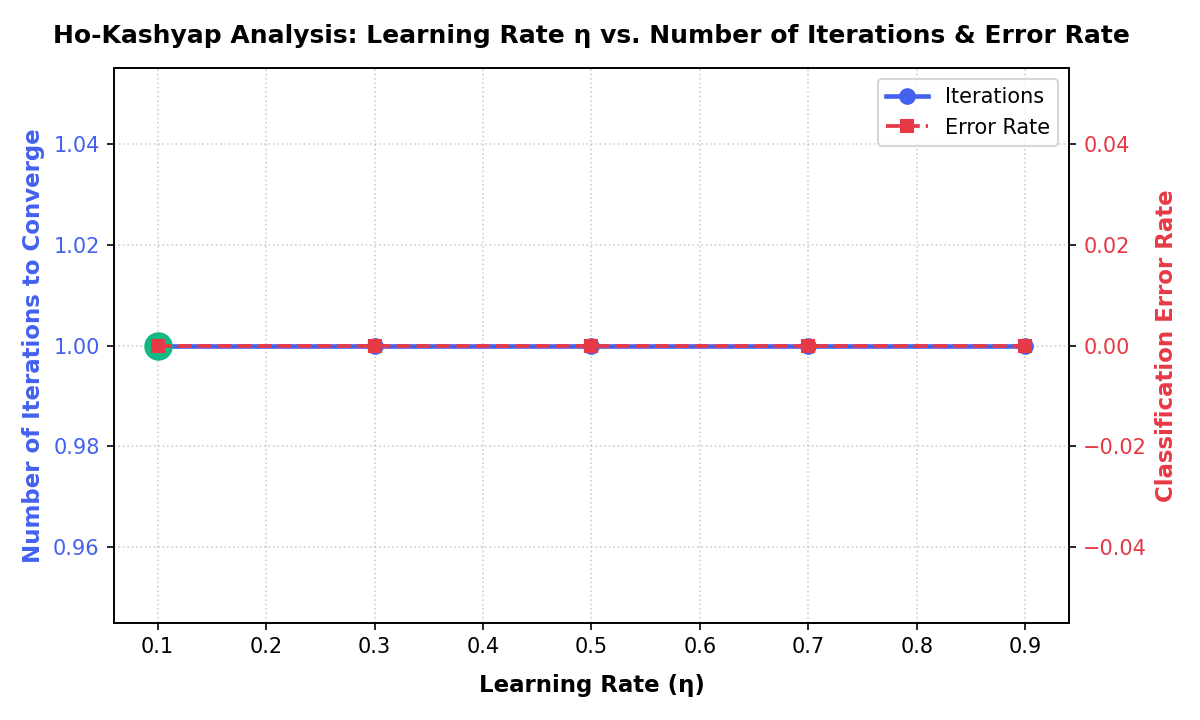 Ho-Kashyap Analysis: Learning Rate η vs. Number of Iterations & Error Rate
Iterations
Error Rate
Number of Iterations to Converge
1.04
1.02
1.00
0.98
0.96
0.04
0.02
0.00
−0.02
−0.04
Classification Error Rate
0.1 0.2 0.3 0.4 0.5 0.6 0.7 0.8 0.9
Learning Rate (η)